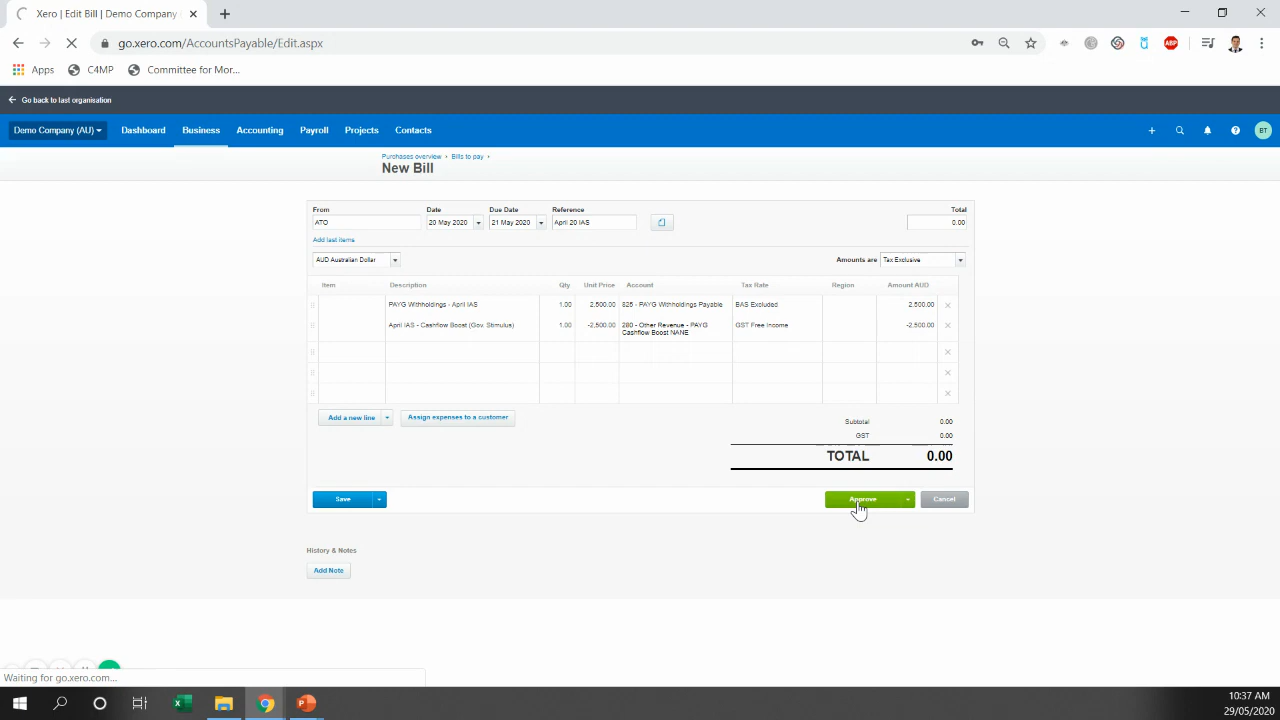 Xero | Edit Bill | Demo Company
go.xero.com/AccountsPayable/Edit.aspx
ABP
Apps
C4MP
Committee for Mor...
Go back to last organisation
Demo Company (AU)
Dashboard
Business
Accounting
Payroll
Projects
Contacts
BT
Purchases overview › Bills to pay ›
New Bill
From
Date
Due Date
Reference
Total
ATO
20 May 2020
21 May 2020
April 20 IAS
0.00
Add last items
AUD Australian Dollar
Amounts are
Tax Exclusive
Item Description Qty Unit Price Account Tax Rate Region Amount AUD
PAYG Withholdings - April IAS 1.00 2,500.00 825 - PAYG Withholdings Payable BAS Excluded 2,500.00
April IAS - Cashflow Boost (Gov. Stimulus) 1.00 -2,500.00 280 - Other Revenue - PAYG GST Free Income -2,500.00
Cashflow Boost NANE
Add a new line
Assign expenses to a customer
Subtotal 0.00
GST 0.00
TOTAL 0.00
Save
Approve
Cancel
History & Notes
Add Note
Waiting for go.xero.com...
10:37 AM
29/05/2020